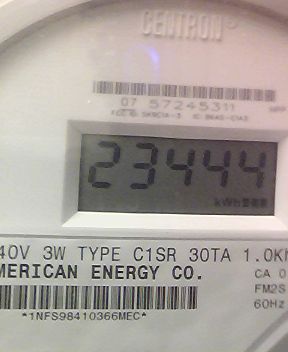 CENTRON®
07 57245311
23444
kWh
40V 3W TYPE C1SR 30TA 1.0K
MERICAN ENERGY CO.
CA 0
FM2S
60Hz
*1NFS98410366MEC*